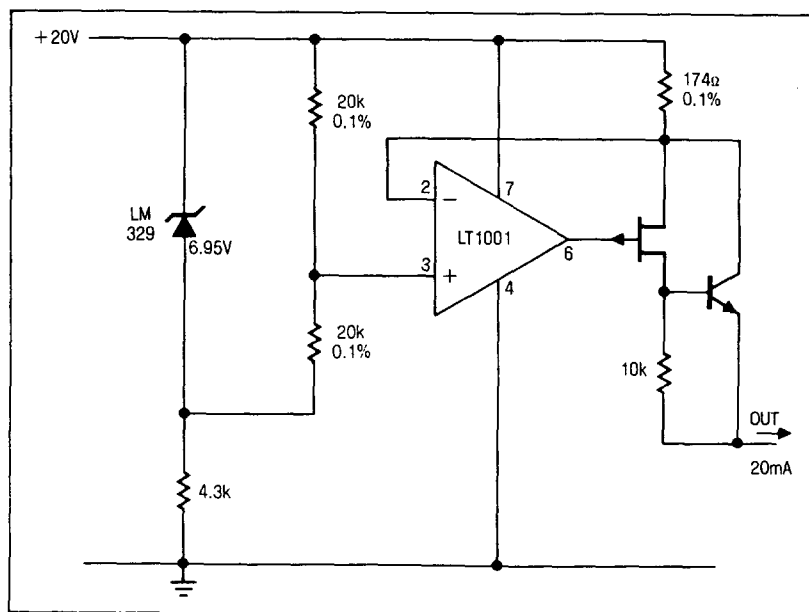 +20V
174Ω
0.1%
20k
0.1%
LM
329
6.95V
2
−
7
LT1001
6
3
+
4
20k
0.1%
10k
OUT
20mA
4.3k